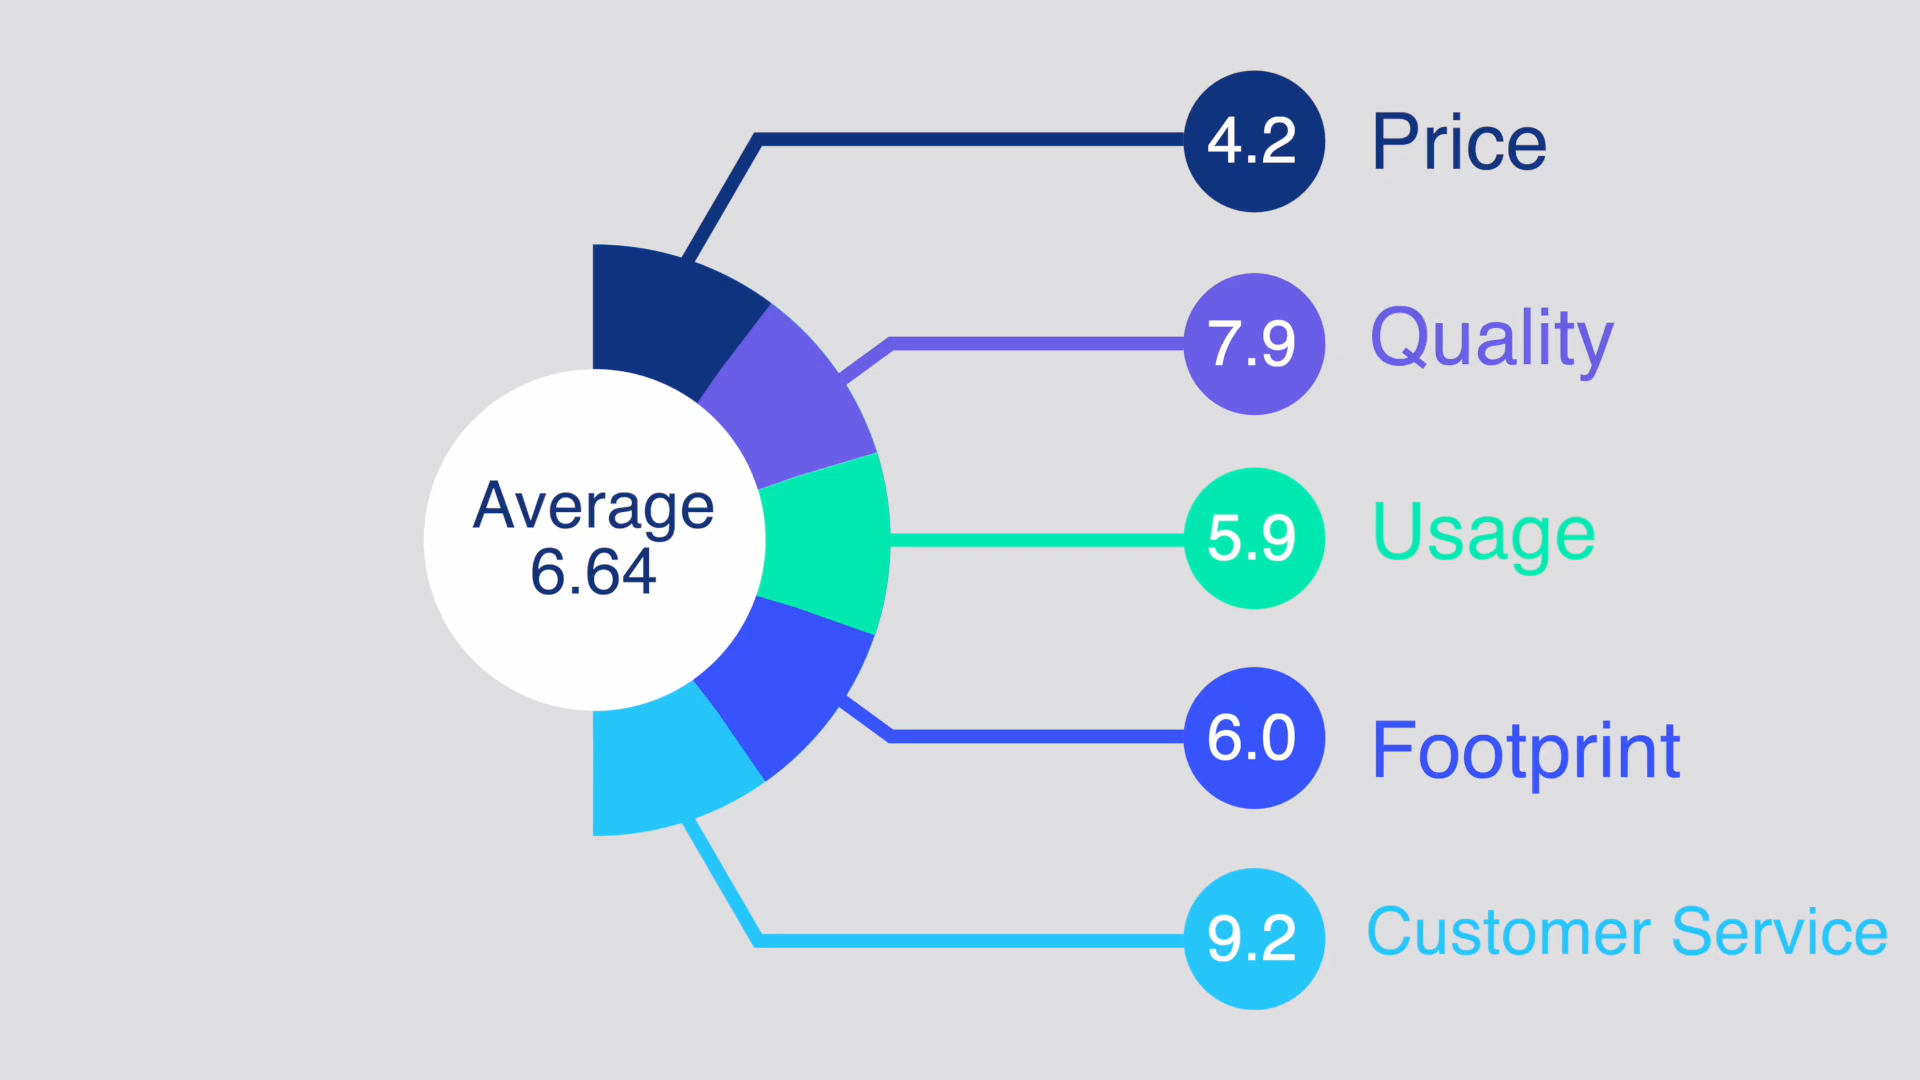 4.2 Price
7.9 Quality
Average
6.64
5.9 Usage
6.0 Footprint
9.2 Customer Service